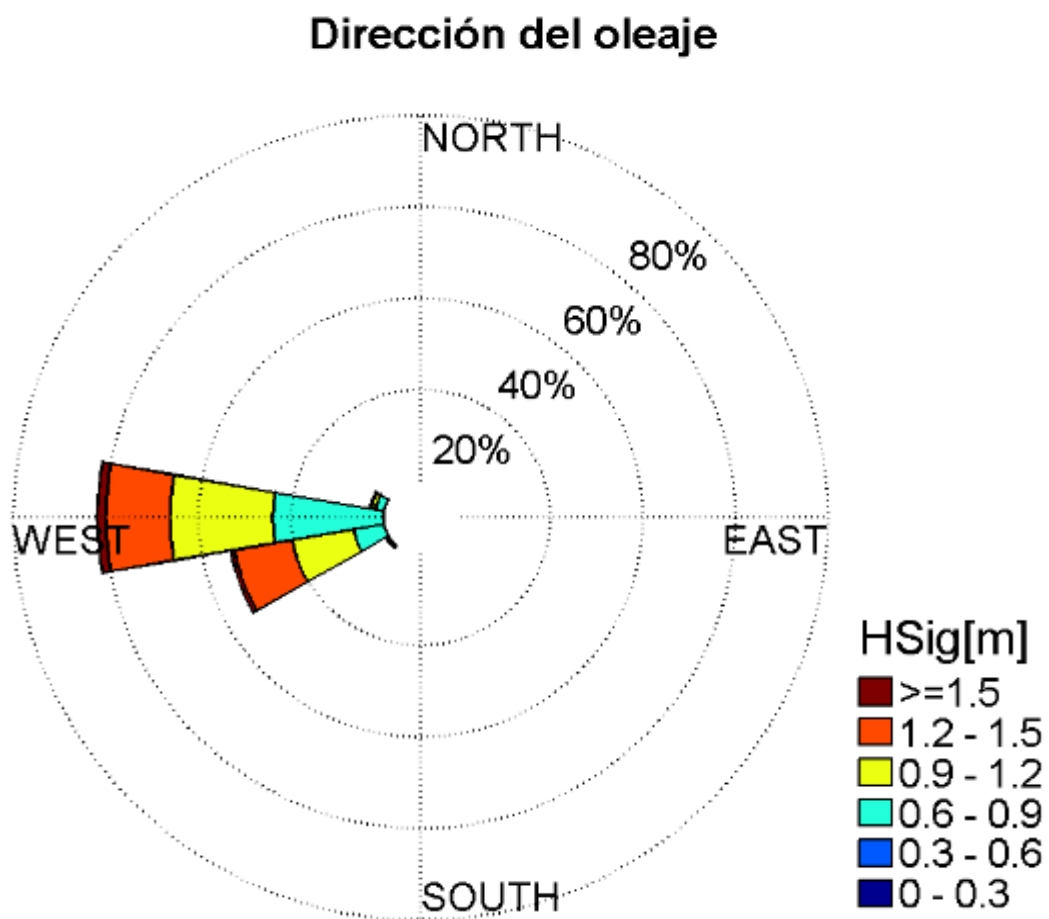 Dirección del oleaje
NORTH
80%
60%
40%
20%
WEST
EAST
SOUTH
HSig[m]
>=1.5
1.2 - 1.5
0.9 - 1.2
0.6 - 0.9
0.3 - 0.6
0 - 0.3